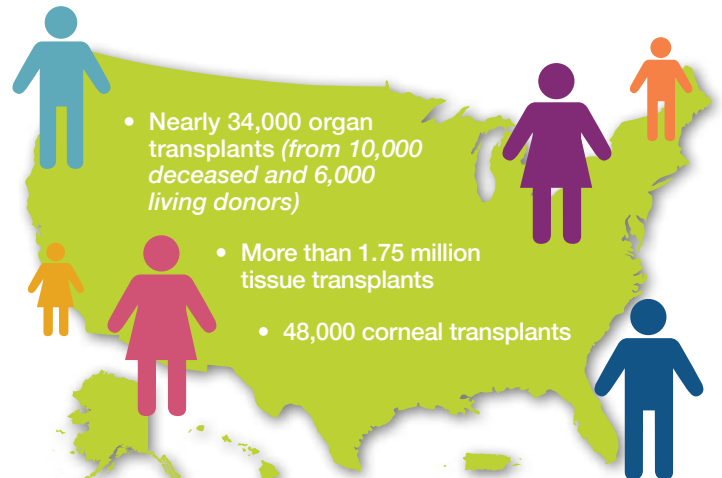 • Nearly 34,000 organ
transplants (from 10,000
deceased and 6,000
living donors)
• More than 1.75 million
tissue transplants
• 48,000 corneal transplants